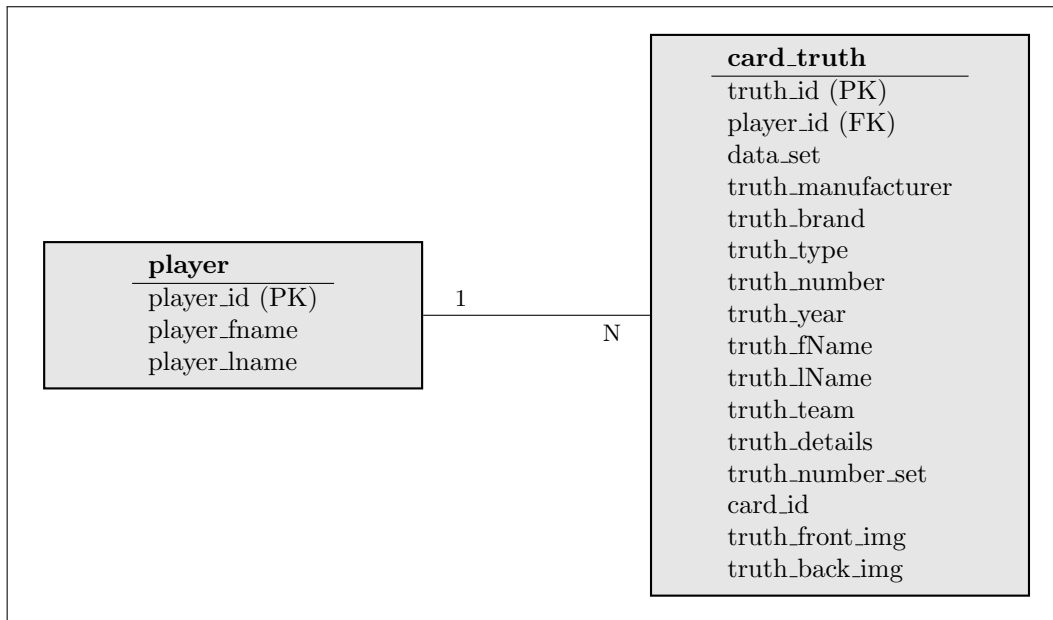 player
player_id (PK)
player_fname
player_lname
1
N
card_truth
truth_id (PK)
player_id (FK)
data_set
truth_manufacturer
truth_brand
truth_type
truth_number
truth_year
truth_fName
truth_lName
truth_team
truth_details
truth_number_set
card_id
truth_front_img
truth_back_img